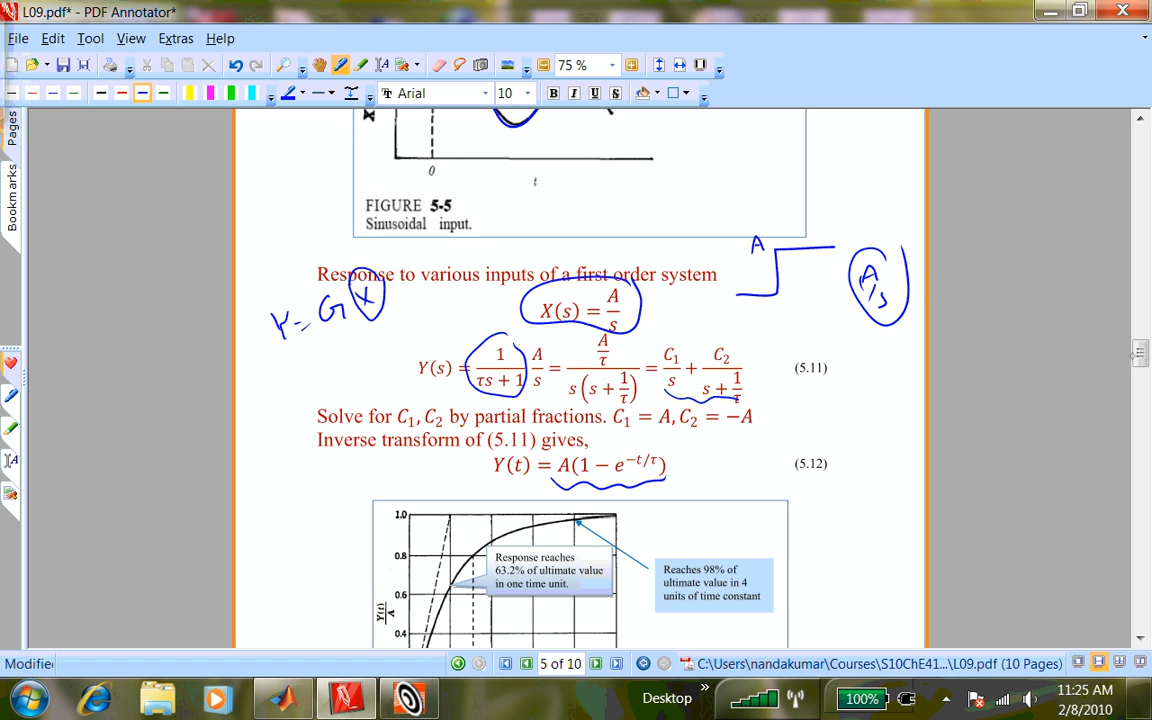 L09.pdf* - PDF Annotator*
File Edit Tool View Extras Help
75 %
Arial 10 B I U S
Pages
Bookmarks
X
0
t
FIGURE 5-5
Sinusoidal input.
A
Response to various inputs of a first order system
A/s
Y = G X
X(s) = A/s
Y(s) = 1/(τs + 1) A/s = (A/τ)/(s(s + 1/τ)) = C₁/s + C₂/(s + 1/τ) (5.11)
Solve for C₁, C₂ by partial fractions. C₁ = A, C₂ = −A
Inverse transform of (5.11) gives,
Y(t) = A(1 − e^(−t/τ)) (5.12)
1.0
0.8
0.6
0.4
Y(t)/A
Response reaches
63.2% of ultimate value
in one time unit.
Reaches 98% of
ultimate value in 4
units of time constant
Modifie
5 of 10
C:\Users\nandakumar\Courses\S10ChE41...\L09.pdf (10 Pages)
Desktop »
100%
11:25 AM
2/8/2010